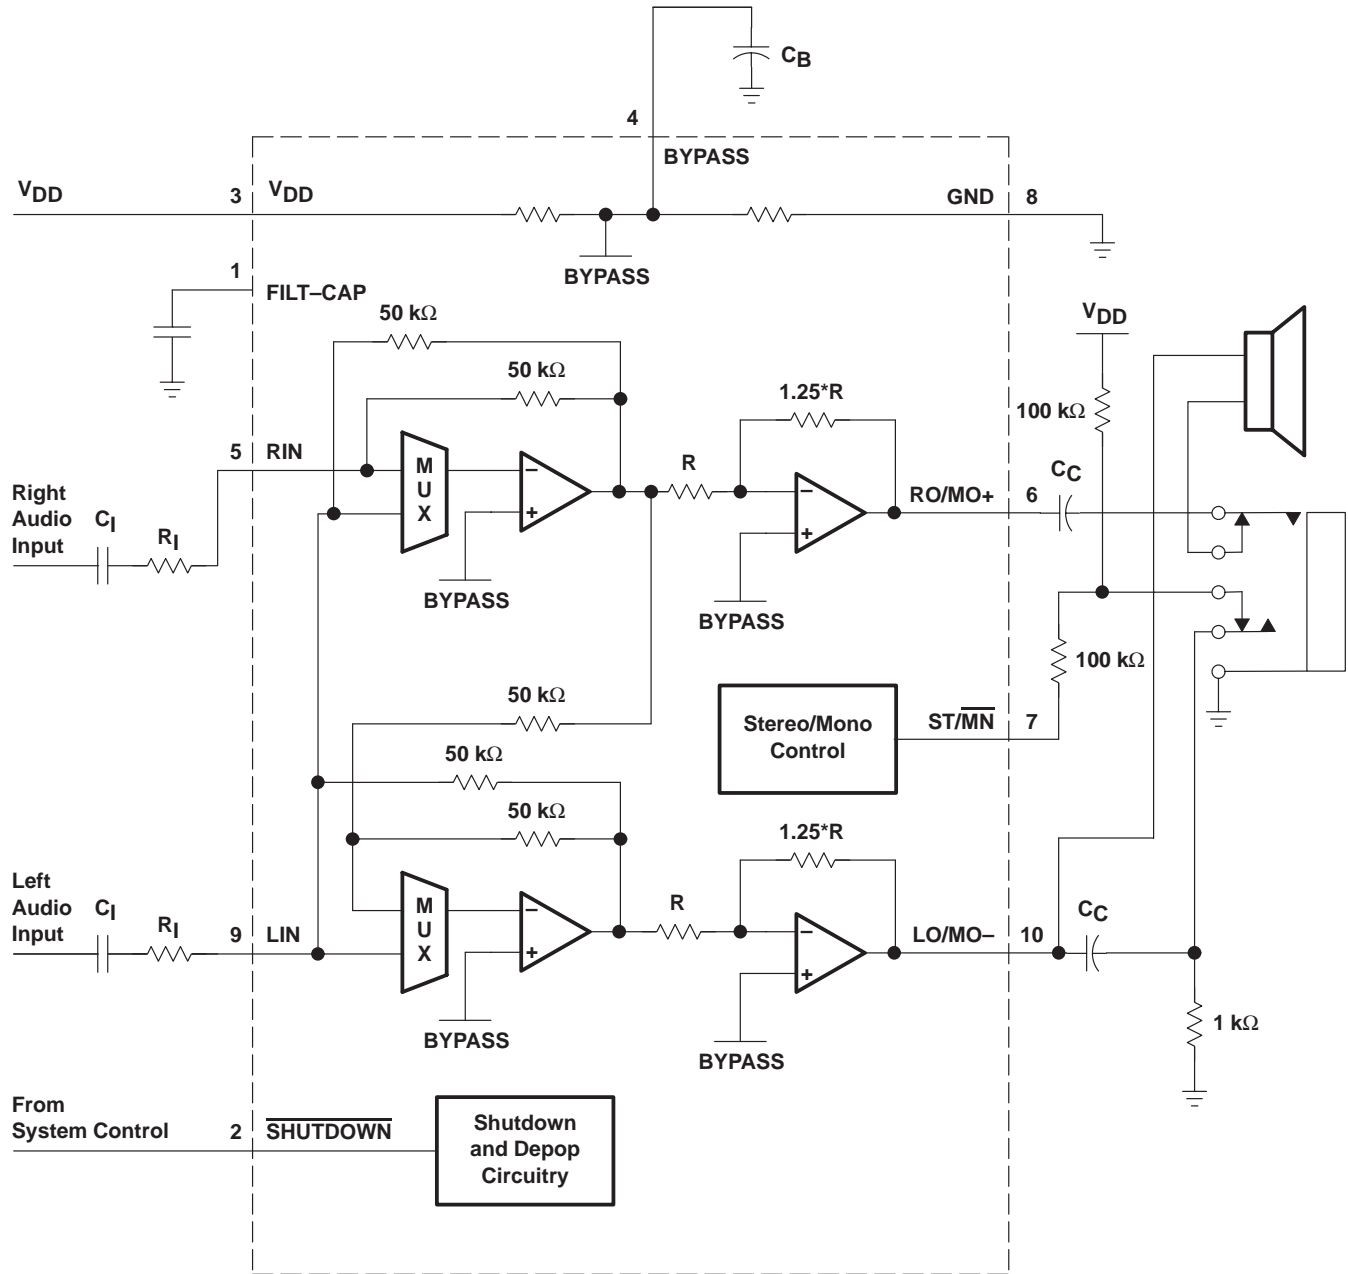 CB
4
BYPASS
VDD
3
VDD
GND
8
BYPASS
1
FILT–CAP
50 kΩ
VDD
50 kΩ
1.25*R
100 kΩ
5
RIN
MUX
–
+
R
–
+
RO/MO+
6
CC
Right
Audio
Input
CI
RI
BYPASS
BYPASS
100 kΩ
50 kΩ
Stereo/Mono
Control
ST/MN
7
50 kΩ
50 kΩ
1.25*R
Left
Audio
Input
CI
RI
9
LIN
MUX
–
+
R
–
+
LO/MO–
10
CC
BYPASS
BYPASS
1 kΩ
From
System Control
2
SHUTDOWN
Shutdown
and Depop
Circuitry